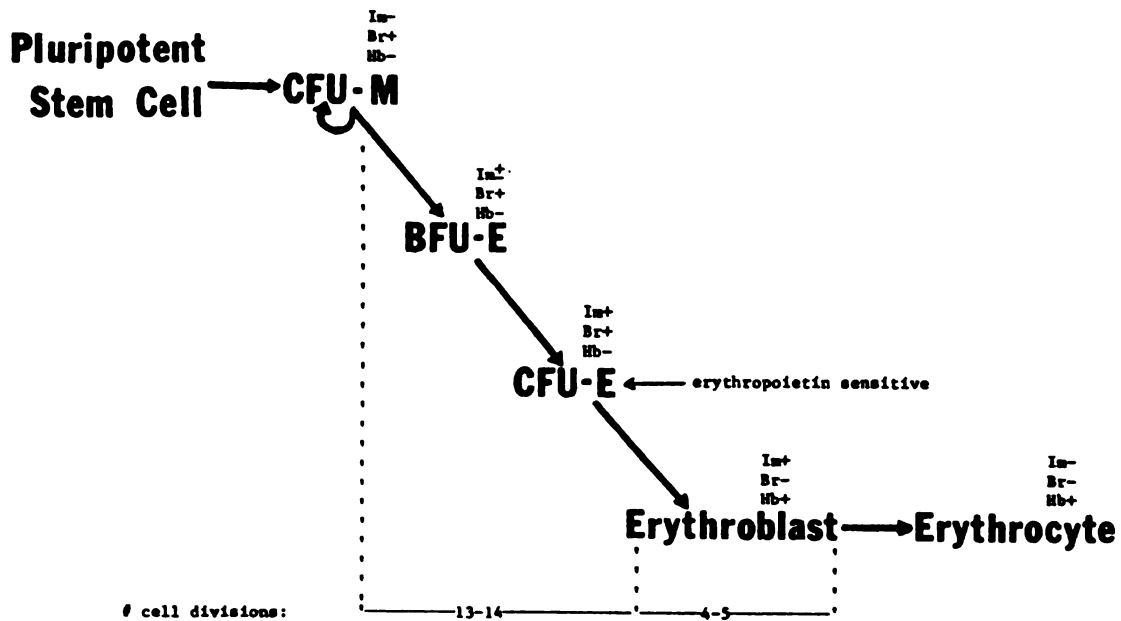 Pluripotent
Stem Cell
Im-
Br+
Hb-
CFU-M
Im±
Br+
Hb-
BFU-E
Im+
Br+
Hb-
CFU-E
erythropoietin sensitive
Im+
Br-
Hb+
Erythroblast
Im-
Br-
Hb+
Erythrocyte
# cell divisions:
13-14
4-5